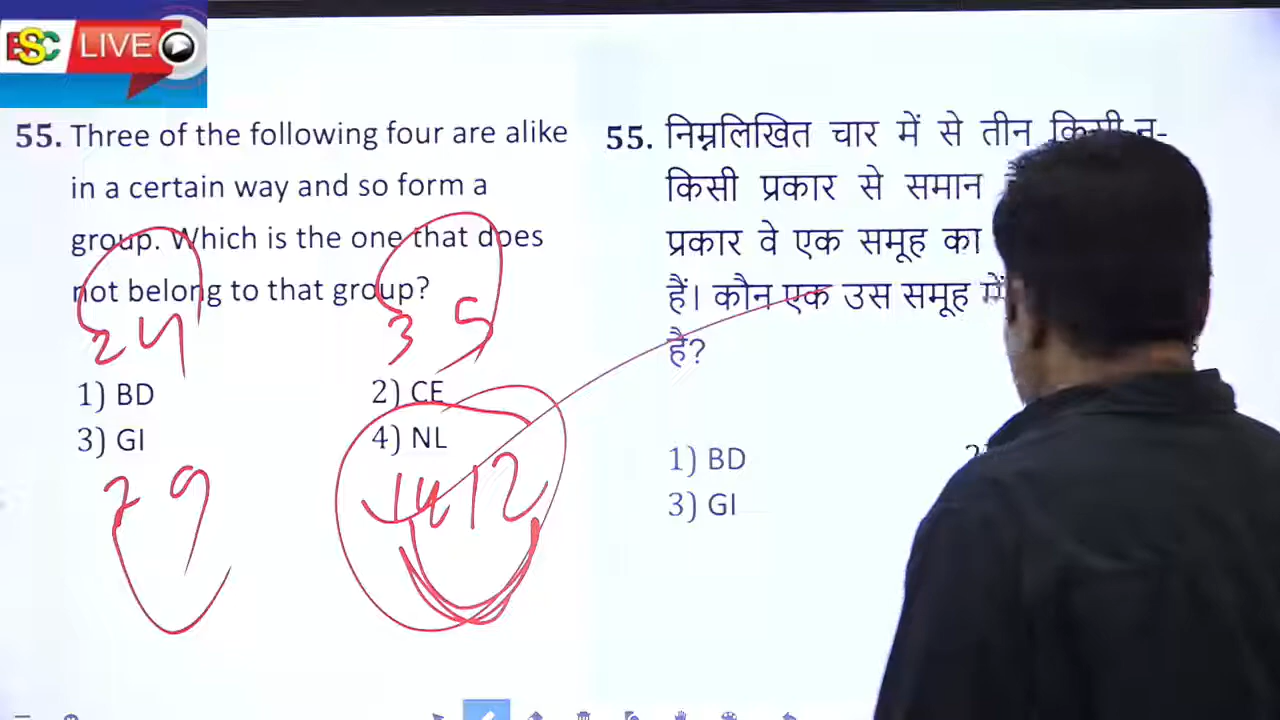 BSC LIVE
55. Three of the following four are alike
in a certain way and so form a
group. Which is the one that does
not belong to that group?
2 4
3 5
1) BD 2) CE
3) GI 4) NL
7 9
14 12
55. निम्नलिखित चार में से तीन किसी न-
किसी प्रकार से समान
प्रकार वे एक समूह का
हैं। कौन एक उस समूह में
है?
1) BD
3) GI